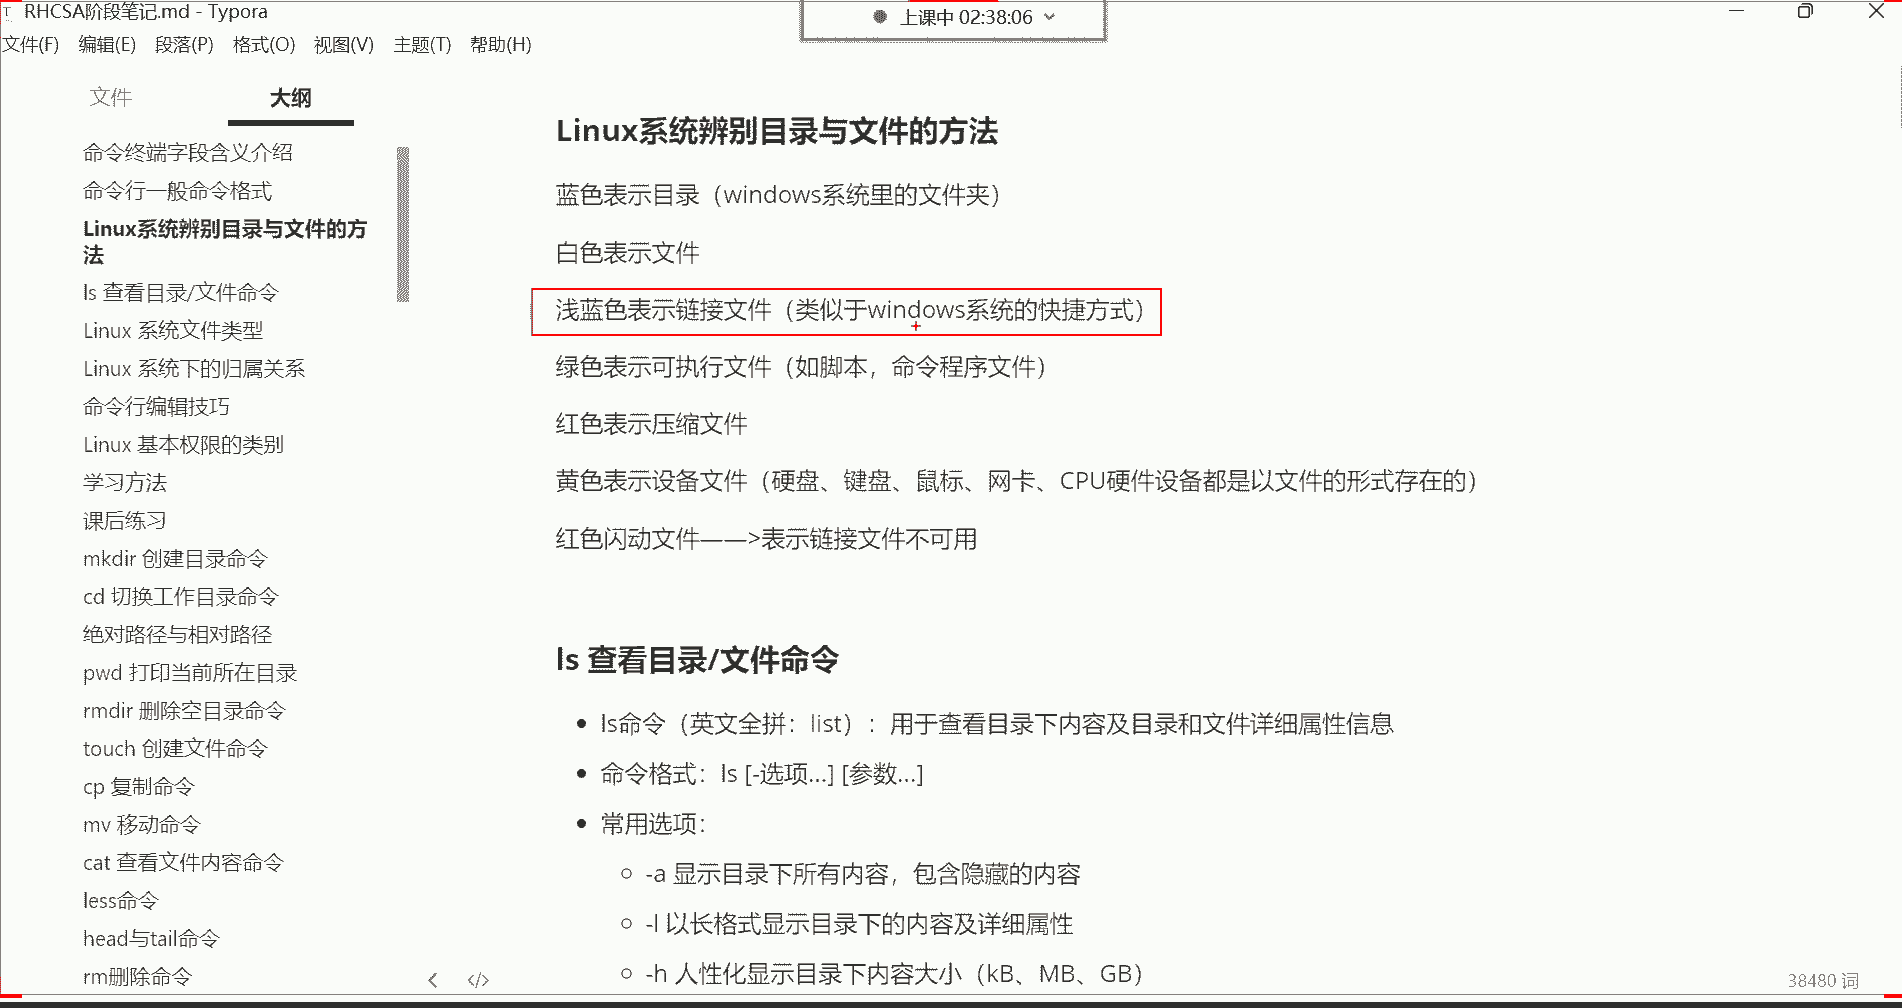 RHCSA阶段笔记.md - Typora
上课中 02:38:06
文件(F) 编辑(E) 段落(P) 格式(O) 视图(V) 主题(T) 帮助(H)
文件 大纲
命令终端字段含义介绍
命令行一般命令格式
Linux系统辨别目录与文件的方
法
ls 查看目录/文件命令
Linux 系统文件类型
Linux 系统下的归属关系
命令行编辑技巧
Linux 基本权限的类别
学习方法
课后练习
mkdir 创建目录命令
cd 切换工作目录命令
绝对路径与相对路径
pwd 打印当前所在目录
rmdir 删除空目录命令
touch 创建文件命令
cp 复制命令
mv 移动命令
cat 查看文件内容命令
less命令
head与tail命令
rm删除命令
Linux系统辨别目录与文件的方法
蓝色表示目录（windows系统里的文件夹）
白色表示文件
浅蓝色表示链接文件（类似于windows系统的快捷方式）
绿色表示可执行文件（如脚本，命令程序文件）
红色表示压缩文件
黄色表示设备文件（硬盘、键盘、鼠标、网卡、CPU硬件设备都是以文件的形式存在的）
红色闪动文件——>表示链接文件不可用
ls 查看目录/文件命令
ls命令（英文全拼：list）：用于查看目录下内容及目录和文件详细属性信息
命令格式：ls [-选项...] [参数...]
常用选项：
-a 显示目录下所有内容，包含隐藏的内容
-l 以长格式显示目录下的内容及详细属性
-h 人性化显示目录下内容大小（kB、MB、GB）
38480 词